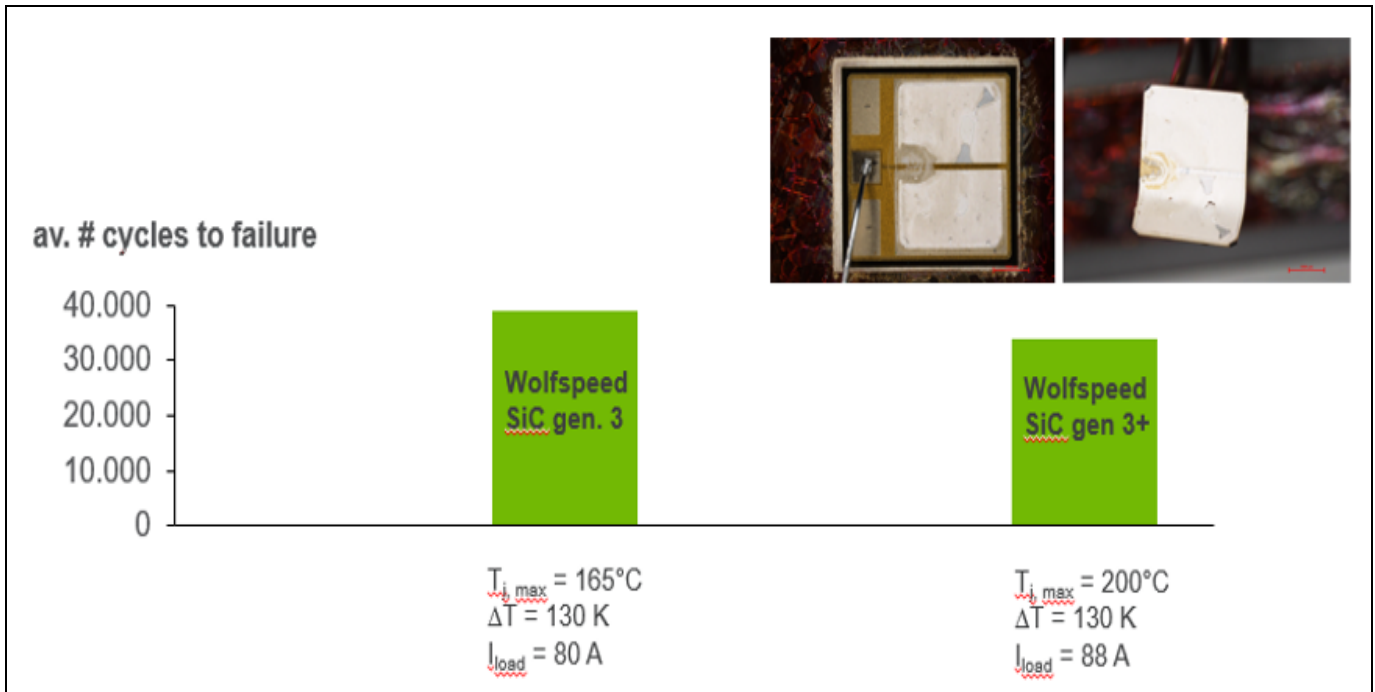 av. # cycles to failure
40.000
30.000
20.000
10.000
0
Wolfspeed
SiC gen. 3
Wolfspeed
SiC gen 3+
Tj, max = 165°C
ΔT = 130 K
Iload = 80 A
Tj, max = 200°C
ΔT = 130 K
Iload = 88 A